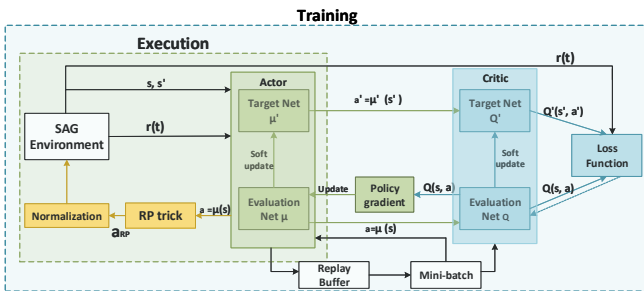 Training
Execution
r(t)
s, s'
Actor
Critic
a' =μ' (s')
Target Net
μ'
Target Net
Q'
Q'(s', a')
SAG
Environment
r(t)
Loss
Function
Soft
update
Soft
update
Policy
gradient
Update
Q(s, a)
Q(s, a)
Normalization
RP trick
a =μ(s)
Evaluation
Net μ
Evaluation
Net Q
aRP
a=μ (s)
Replay
Buffer
Mini-batch